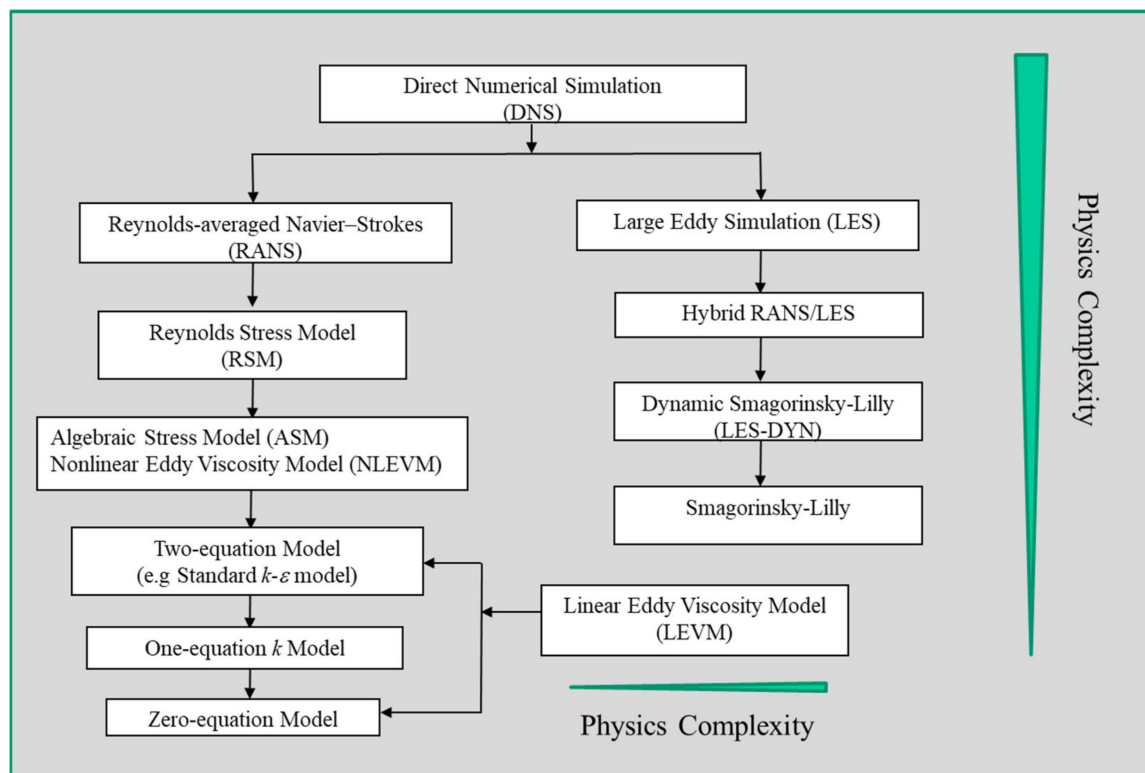 Direct Numerical Simulation
(DNS)
Reynolds-averaged Navier–Strokes
(RANS)
Large Eddy Simulation (LES)
Reynolds Stress Model
(RSM)
Hybrid RANS/LES
Algebraic Stress Model (ASM)
Nonlinear Eddy Viscosity Model (NLEVM)
Dynamic Smagorinsky-Lilly
(LES-DYN)
Smagorinsky-Lilly
Two-equation Model
(e.g Standard k-ε model)
Linear Eddy Viscosity Model
(LEVM)
One-equation k Model
Zero-equation Model
Physics Complexity
Physics Complexity